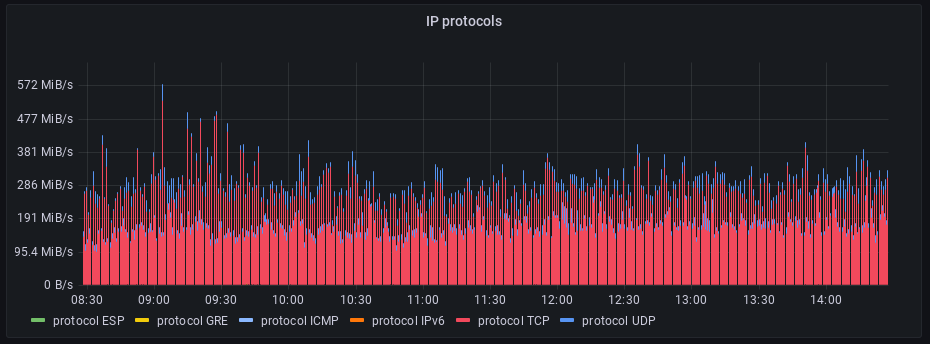 IP protocols
572 MiB/s
477 MiB/s
381 MiB/s
286 MiB/s
191 MiB/s
95.4 MiB/s
0 B/s
08:30 09:00 09:30 10:00 10:30 11:00 11:30 12:00 12:30 13:00 13:30 14:00
protocol ESP protocol GRE protocol ICMP protocol IPv6 protocol TCP protocol UDP